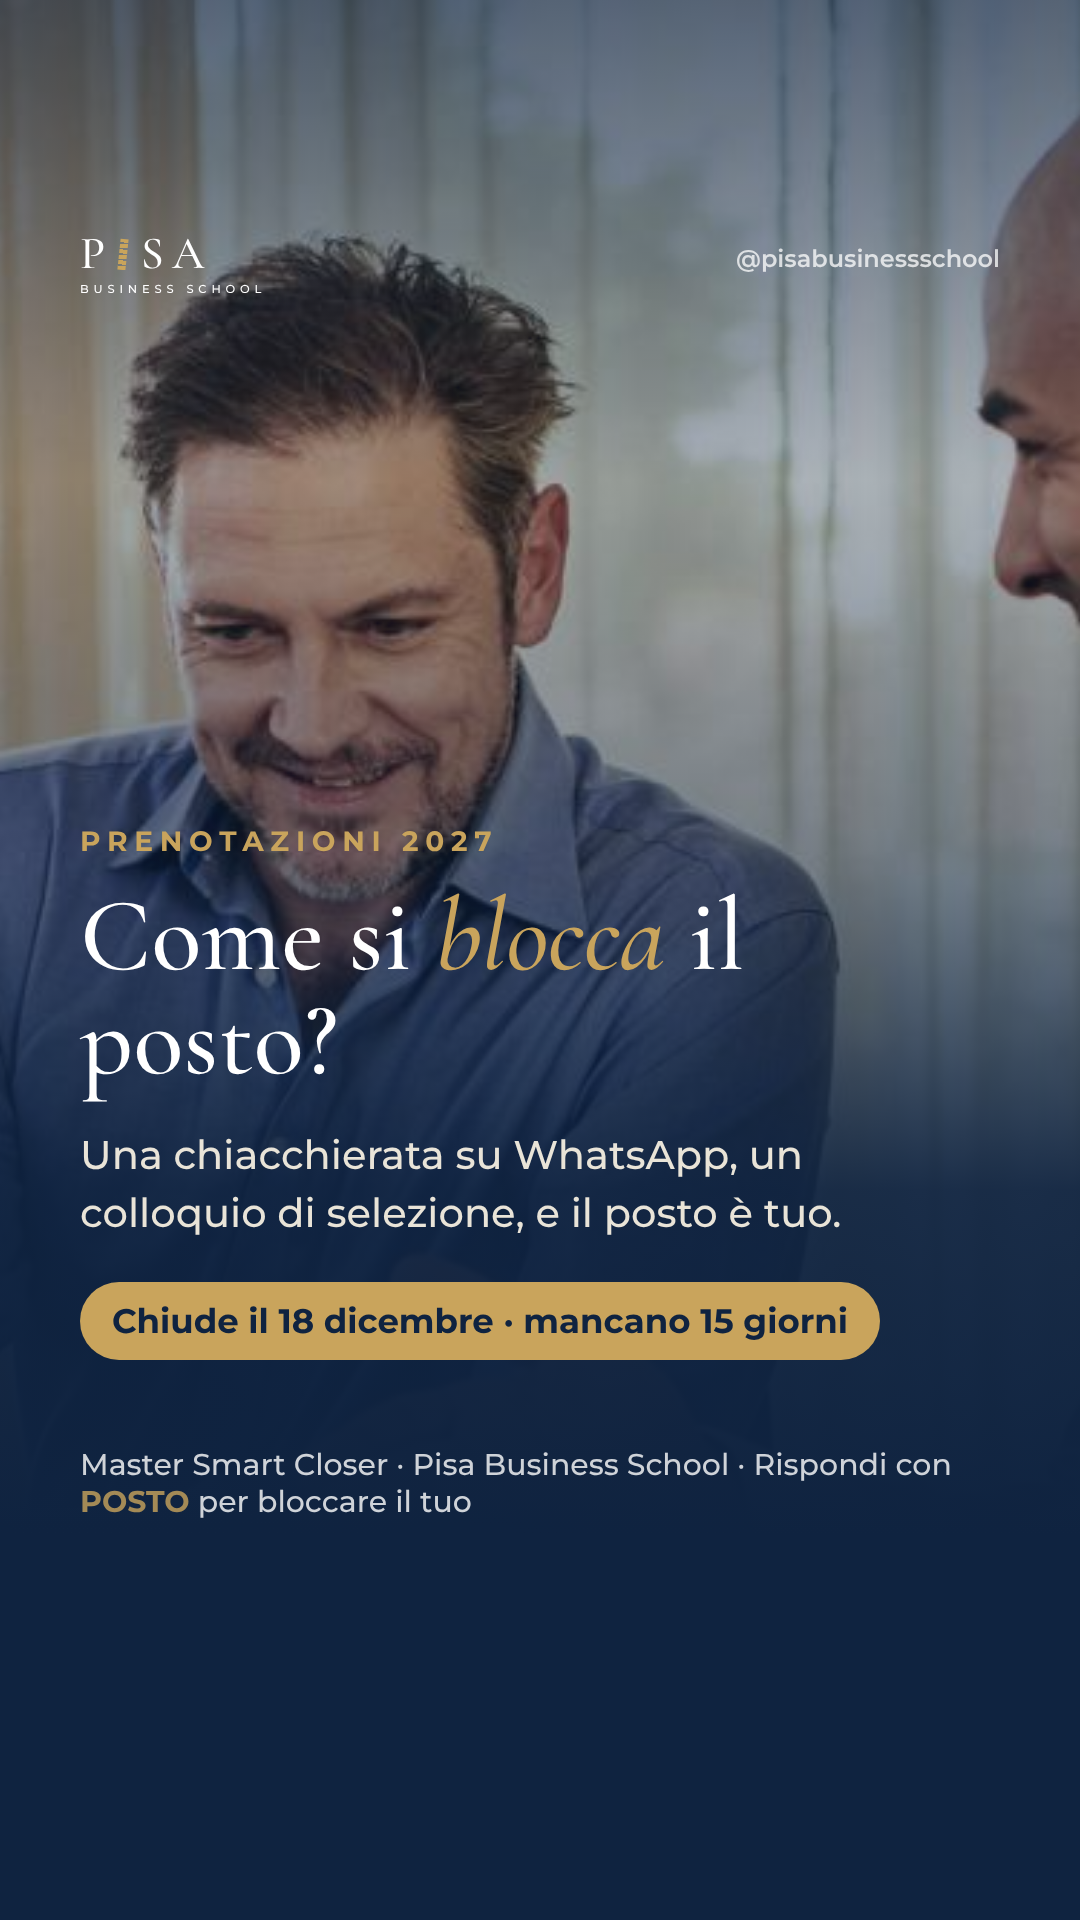 PISA
BUSINESS SCHOOL
@pisabusinessschool
PRENOTAZIONI 2027
Come si blocca il
posto?
Una chiacchierata su WhatsApp, un
colloquio di selezione, e il posto è tuo.
Chiude il 18 dicembre · mancano 15 giorni
Master Smart Closer · Pisa Business School · Rispondi con
POSTO per bloccare il tuo